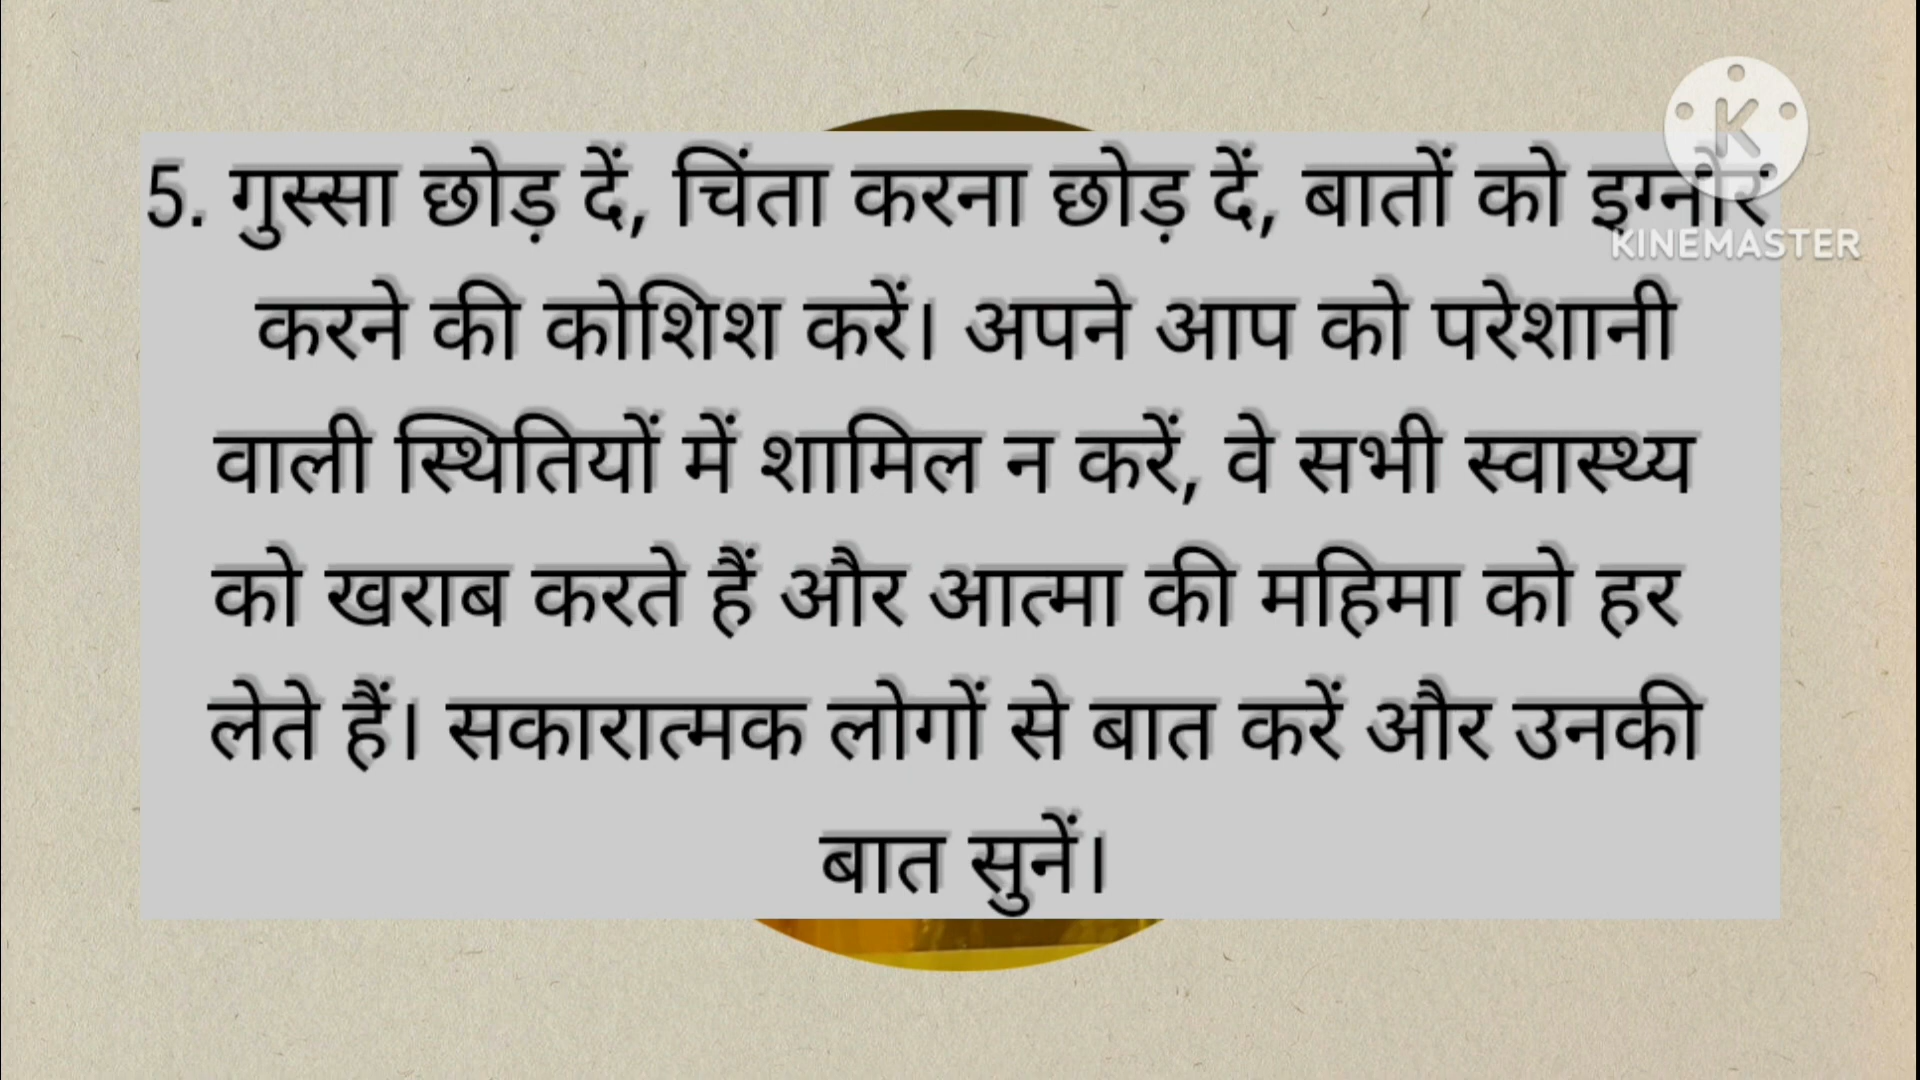 5. गुस्सा छोड़ दें, चिंता करना छोड़ दें, बातों को इग्नोर
करने की कोशिश करें। अपने आप को परेशानी
वाली स्थितियों में शामिल न करें, वे सभी स्वास्थ्य
को खराब करते हैं और आत्मा की महिमा को हर
लेते हैं। सकारात्मक लोगों से बात करें और उनकी
बात सुनें।
K
KINEMASTER